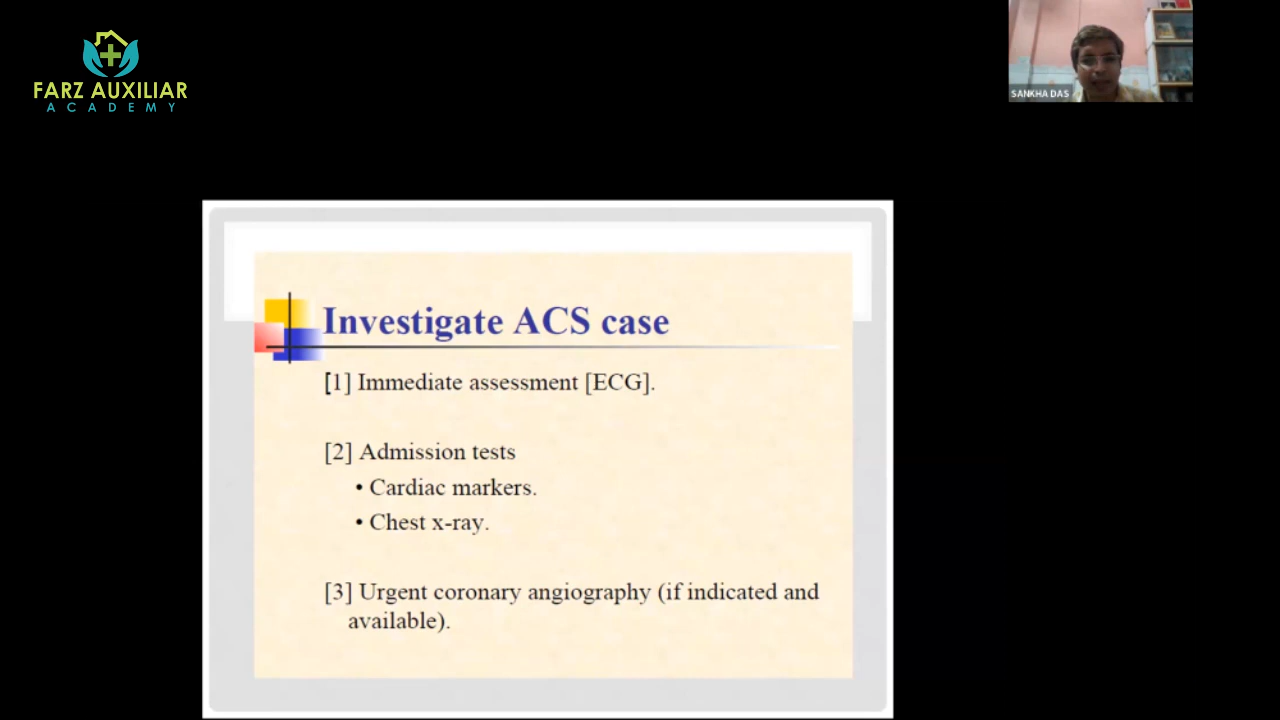 FARZ AUXILIAR
ACADEMY
SANKHA DAS
Investigate ACS case
[1] Immediate assessment [ECG].
[2] Admission tests
• Cardiac markers.
• Chest x-ray.
[3] Urgent coronary angiography (if indicated and
available).